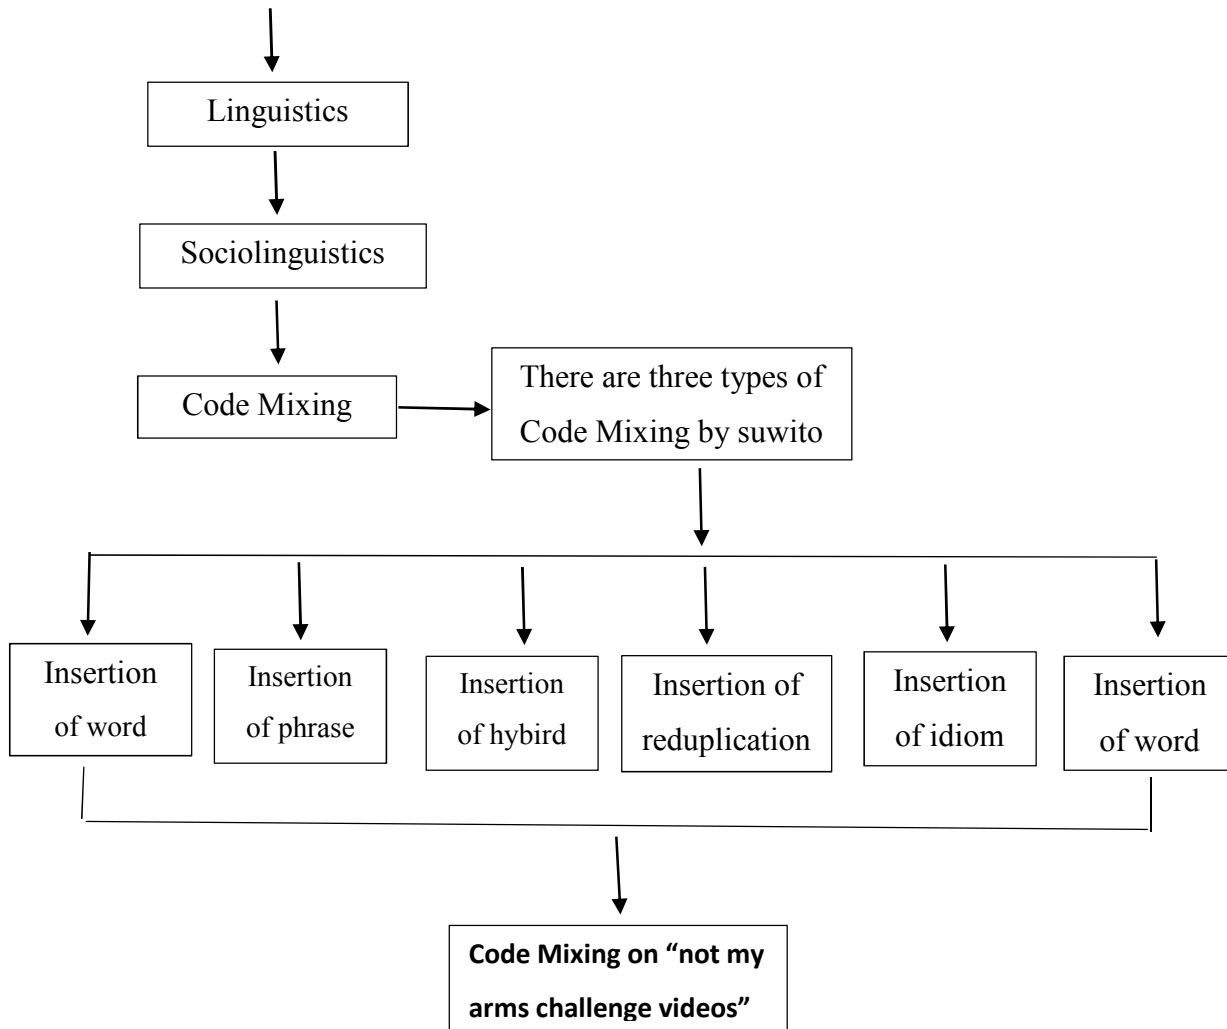 Linguistics
Sociolinguistics
Code Mixing
There are three types of
Code Mixing by suwito
Insertion
of word
Insertion
of phrase
Insertion
of hybird
Insertion of
reduplication
Insertion
of idiom
Insertion
of word
Code Mixing on “not my
arms challenge videos”